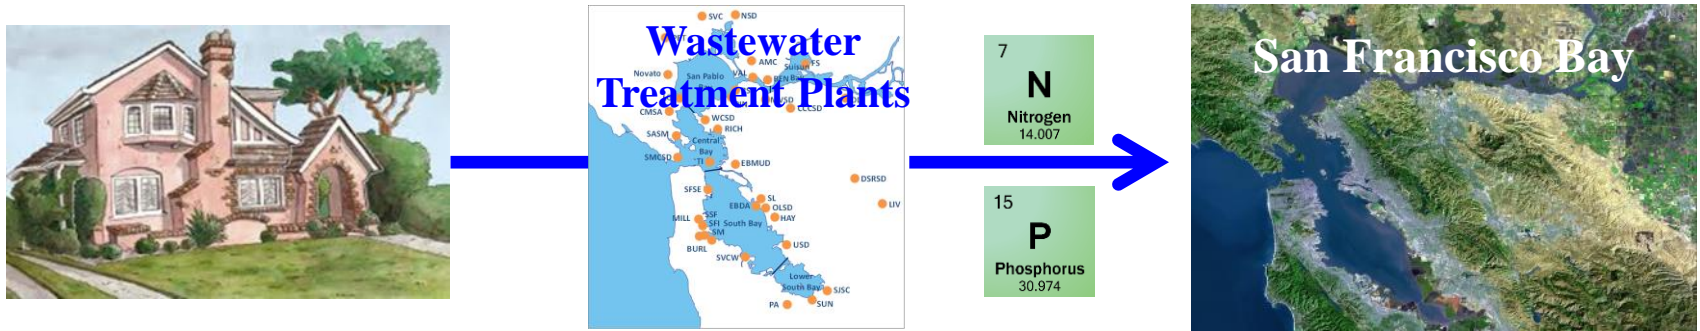 SVC
NSD
Wastewater
AMC
Suisun
FS
Novato
San Pablo
VAL
BEN
Bay
Treatment Plants
CCCSD
CMSA
WCSD
RICH
SASM
Central
Bay
SMCSD
TI
EBMUD
DSRSD
SFSE
SL
LIV
EBDA
OLSD
MILL
SSF
HAY
SFI
South Bay
SM
BURL
USD
SVCW
Lower
South Bay
SJSC
PA
SUN
7
N
Nitrogen
14.007
15
P
Phosphorus
30.974
San Francisco Bay